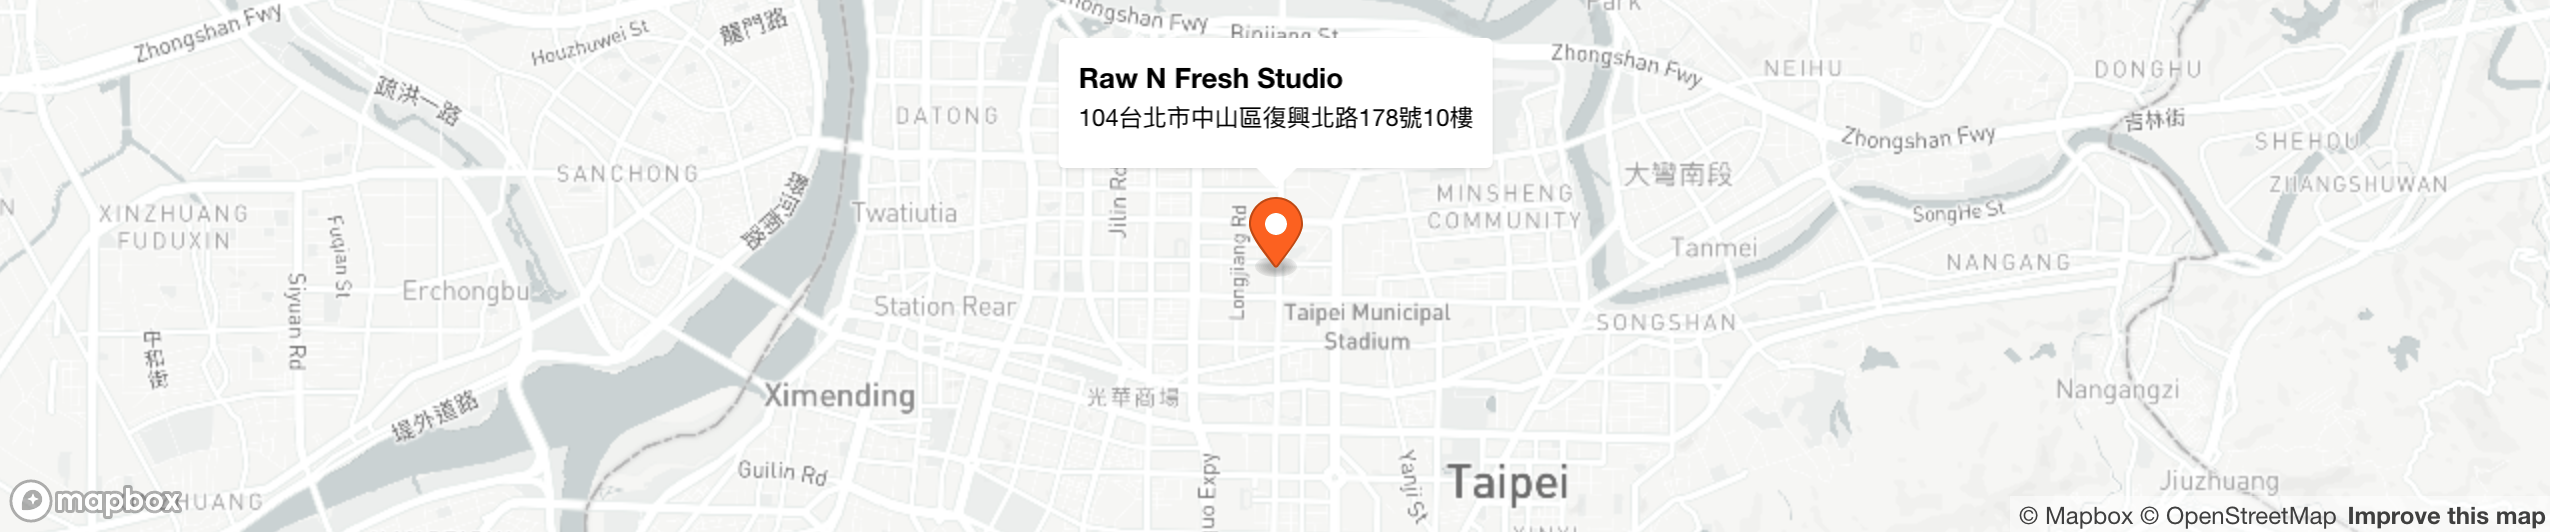 Zhongshan Fwy
Houzhuwei St
龍門路
Zhongshan Fwy
Binjiang St
Park
Zhongshan Fwy
NEIHU
DONGHU
疏洪一路
DATONG
Raw N Fresh Studio
104台北市中山區復興北路178號10樓
吉林街
Zhongshan Fwy
SHEHOU
SANCHONG
大彎南段
ZHANGSHUWAN
XINZHUANG
FUDUXIN
Fuqian St
Twatiutia
Jilin Rd
Longjiang Rd
MINSHENG
COMMUNITY
SongHe St
Tanmei
NANGANG
Siyuan Rd
Erchongbu
Station Rear
Taipei Municipal
Stadium
SONGSHAN
中和街
Ximending
光華商場
Nangangzi
堤外道路
Guilin Rd
Yanji St
Taipei
Jiuzhuang
mapbox
HUANG
uo Expy
© Mapbox © OpenStreetMap Improve this map